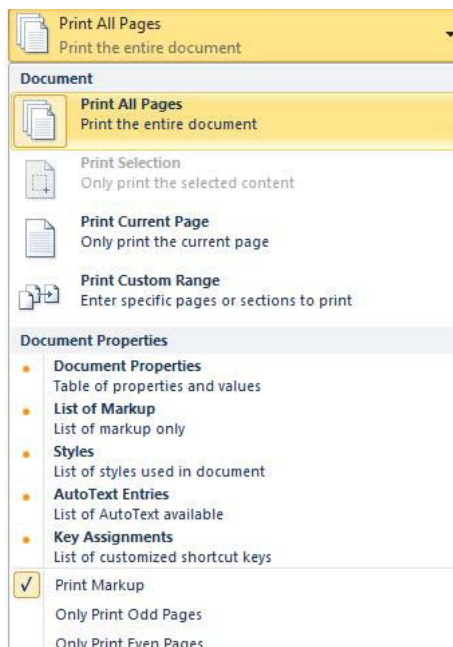 Print All Pages
Print the entire document
Document
Print All Pages
Print the entire document
Print Selection
Only print the selected content
Print Current Page
Only print the current page
Print Custom Range
Enter specific pages or sections to print
Document Properties
Document Properties
Table of properties and values
List of Markup
List of markup only
Styles
List of styles used in document
AutoText Entries
List of AutoText available
Key Assignments
List of customized shortcut keys
Print Markup
Only Print Odd Pages
Only Print Even Pages